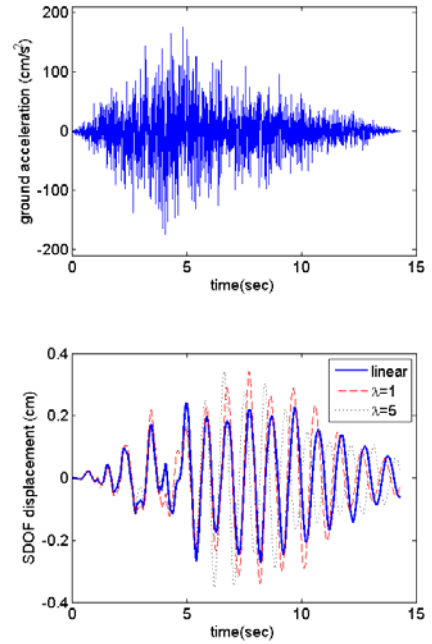 200
100
0
-100
-200
ground acceleration (cm/s²)
0 5 10 15
time(sec)
0.4
0.2
0
-0.2
-0.4
SDOF displacement (cm)
linear
λ=1
λ=5
0 5 10 15
time(sec)